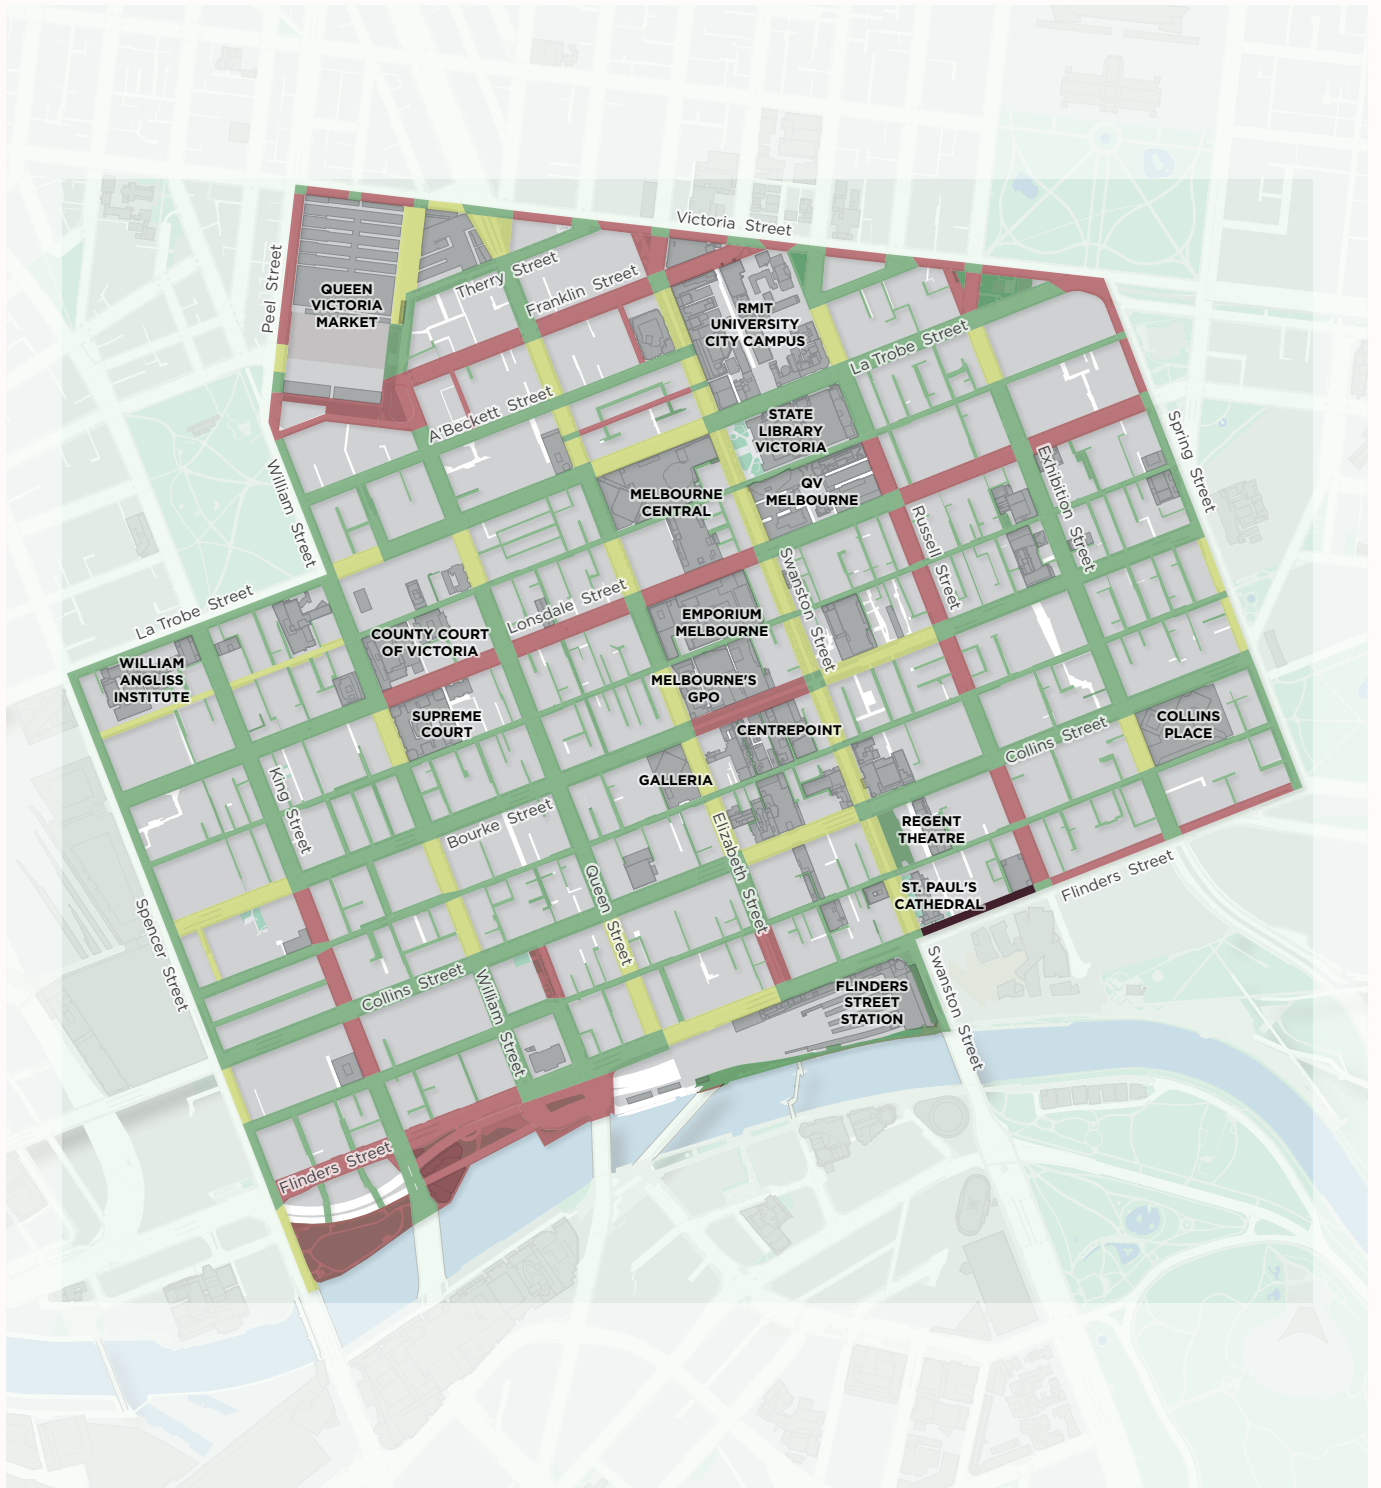 Victoria Street
Peel Street
Therry Street
Franklin Street
QUEEN
VICTORIA
MARKET
RMIT
UNIVERSITY
CITY CAMPUS
La Trobe Street
A'Beckett Street
STATE
LIBRARY
VICTORIA
Spring Street
William Street
MELBOURNE
CENTRAL
QV
MELBOURNE
Exhibition Street
Russell Street
La Trobe Street
Lonsdale Street
Swanston Street
EMPORIUM
MELBOURNE
COUNTY COURT
OF VICTORIA
WILLIAM
ANGLISS
INSTITUTE
MELBOURNE'S
GPO
SUPREME
COURT
CENTREPOINT
COLLINS
PLACE
Collins Street
GALLERIA
King Street
Bourke Street
Elizabeth Street
REGENT
THEATRE
Queen Street
ST. PAUL'S
CATHEDRAL
Flinders Street
Spencer Street
Collins Street
William Street
FLINDERS
STREET
STATION
Swanston Street
Flinders Street